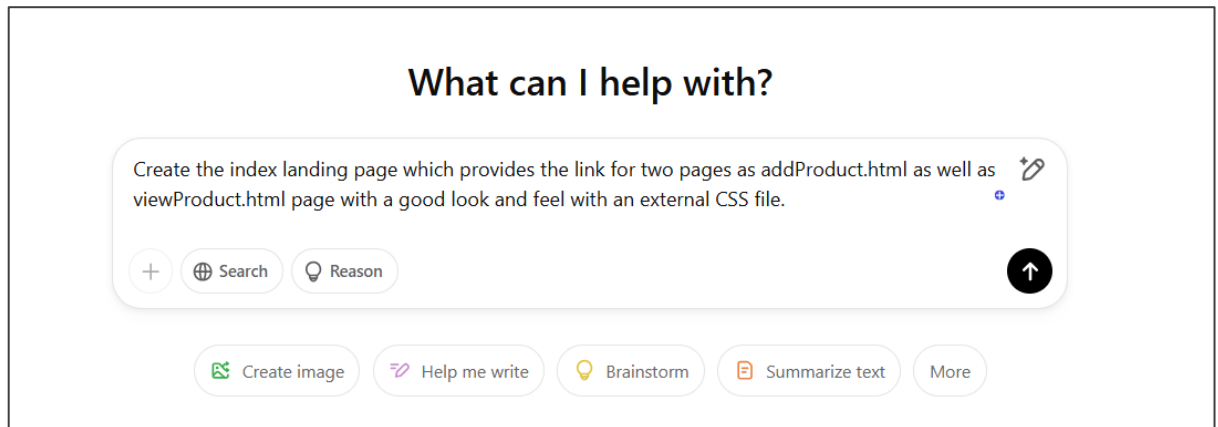 What can I help with?
Create the index landing page which provides the link for two pages as addProduct.html as well as
viewProduct.html page with a good look and feel with an external CSS file.
Search Reason
Create image Help me write Brainstorm Summarize text More